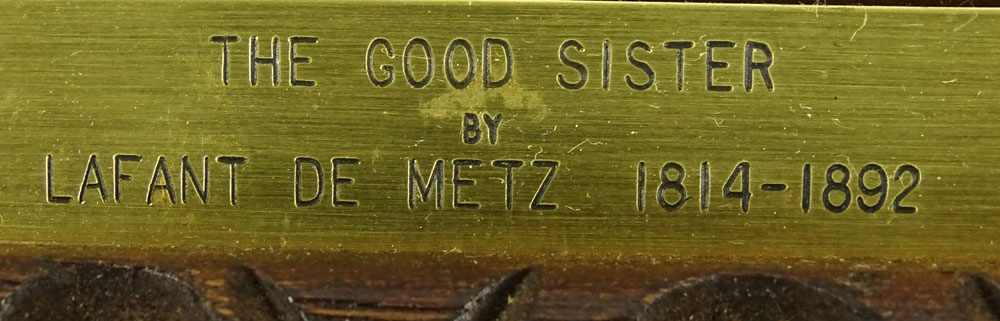 THE GOOD SISTER
BY
LAFANT DE METZ 1814-1892